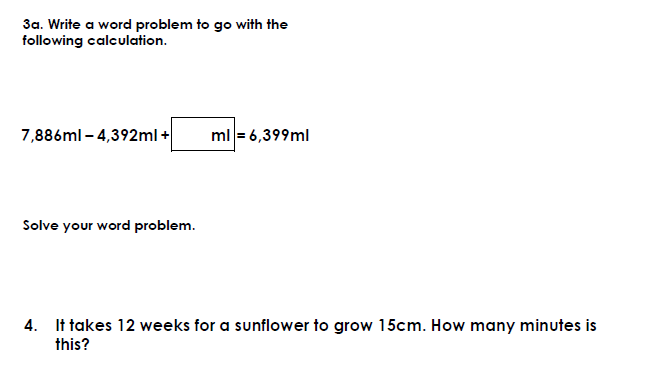 3a. Write a word problem to go with the
following calculation.
7,886ml – 4,392ml + ml = 6,399ml
Solve your word problem.
4. It takes 12 weeks for a sunflower to grow 15cm. How many minutes is
this?